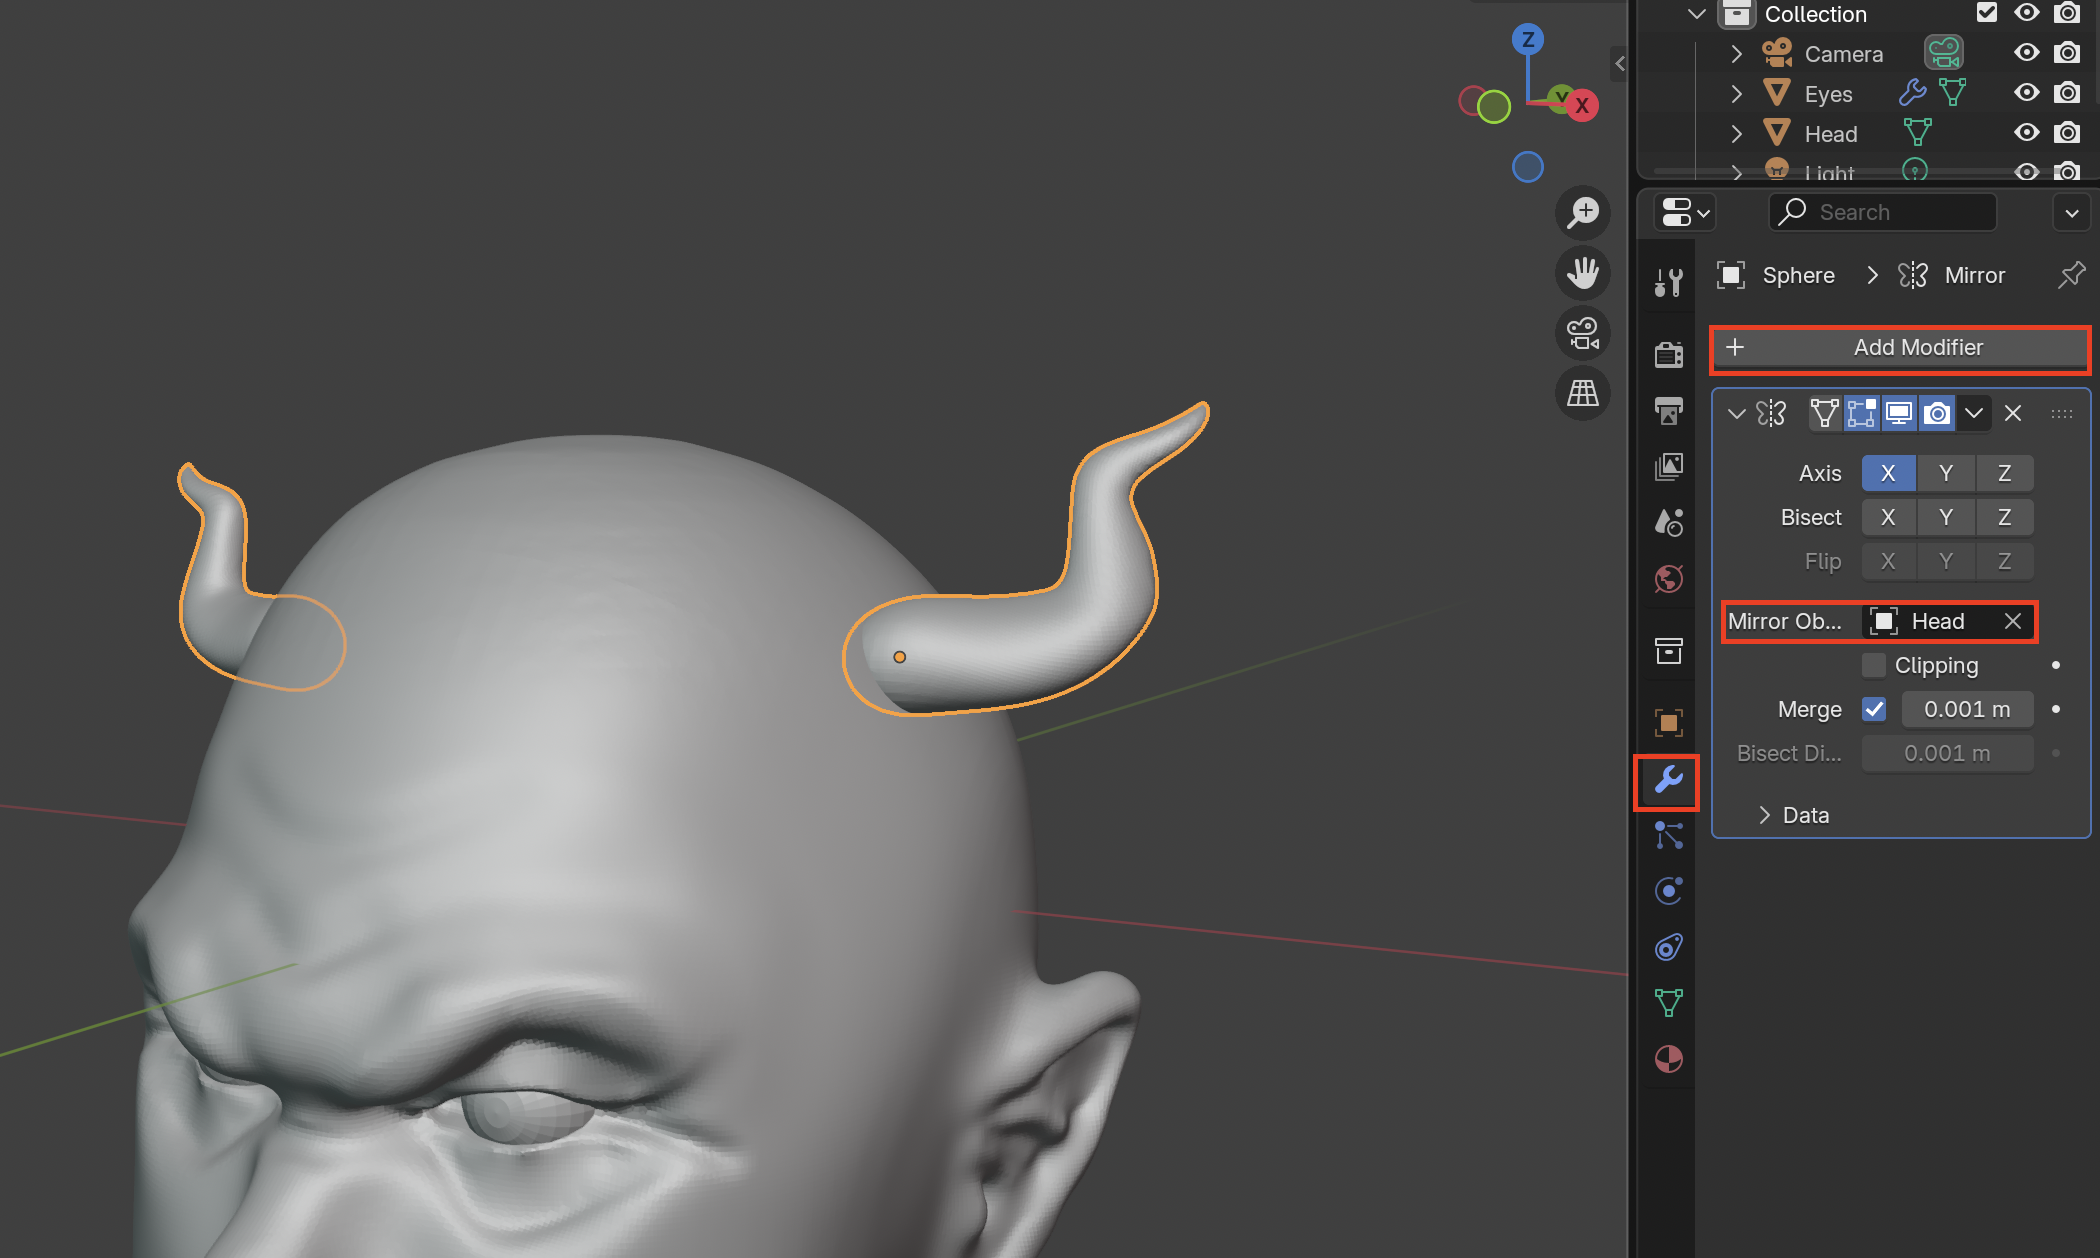 Collection
Camera
Eyes
Head
Light
Z
Y
X
Search
Sphere > Mirror
Add Modifier
Axis X Y Z
Bisect X Y Z
Flip X Y Z
Mirror Ob... Head
Clipping
Merge 0.001 m
Bisect Di... 0.001 m
Data